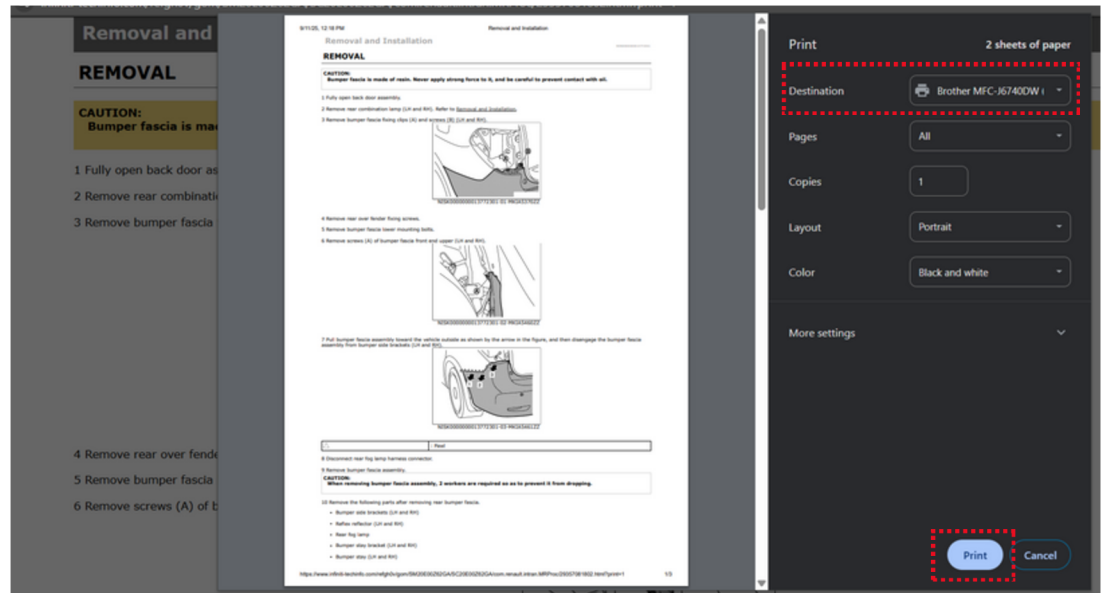 Removal and
REMOVAL
CAUTION:
Bumper fascia is ma
1 Fully open back door as
2 Remove rear combinati
3 Remove bumper fascia
4 Remove rear over fende
5 Remove bumper fascia
6 Remove screws (A) of b
9/11/25, 12:18 PM
Removal and Installation
Removal and Installation
REMOVAL
CAUTION:
Bumper fascia is made of resin. Never apply strong force to it, and be careful to prevent contact with oil.
1 Fully open back door assembly.
2 Remove rear combination lamp (LH and RH). Refer to Removal and Installation.
3 Remove bumper fascia fixing clips (A) and screws (B) (LH and RH).
4 Remove rear over fender fixing screws.
5 Remove bumper fascia lower mounting bolts.
6 Remove screws (A) of bumper fascia front end upper (LH and RH).
7 Pull bumper fascia assembly toward the vehicle outside as shown by the arrow in the figure, and then disengage the bumper fascia
assembly from bumper side brackets (LH and RH).
: Pawl
8 Disconnect rear fog lamp harness connector.
9 Remove bumper fascia assembly.
CAUTION:
When removing bumper fascia assembly, 2 workers are required so as to prevent it from dropping.
10 Remove the following parts after removing rear bumper fascia.
• Bumper side brackets (LH and RH)
• Reflex reflector (LH and RH)
• Rear fog lamp
• Bumper stay bracket (LH and RH)
• Bumper stay (LH and RH)
1/3
Print
2 sheets of paper
Destination
Brother MFC-J6740DW (
Pages
All
Copies
1
Layout
Portrait
Color
Black and white
More settings
Print
Cancel